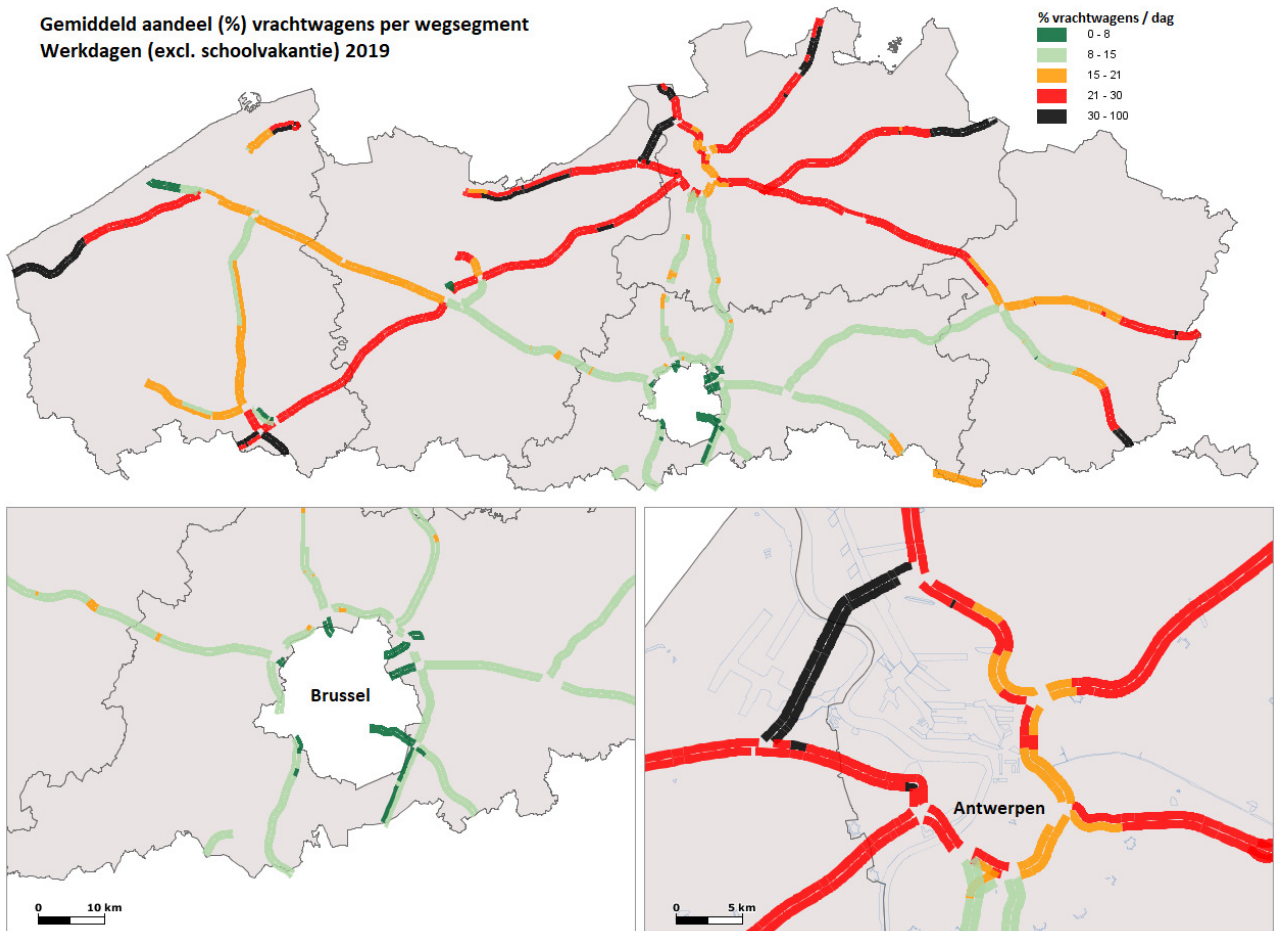 Gemiddeld aandeel (%) vrachtwagens per wegsegment
Werkdagen (excl. schoolvakantie) 2019
% vrachtwagens / dag
0 - 8
8 - 15
15 - 21
21 - 30
30 - 100
Brussel
0 10 km
Antwerpen
0 5 km